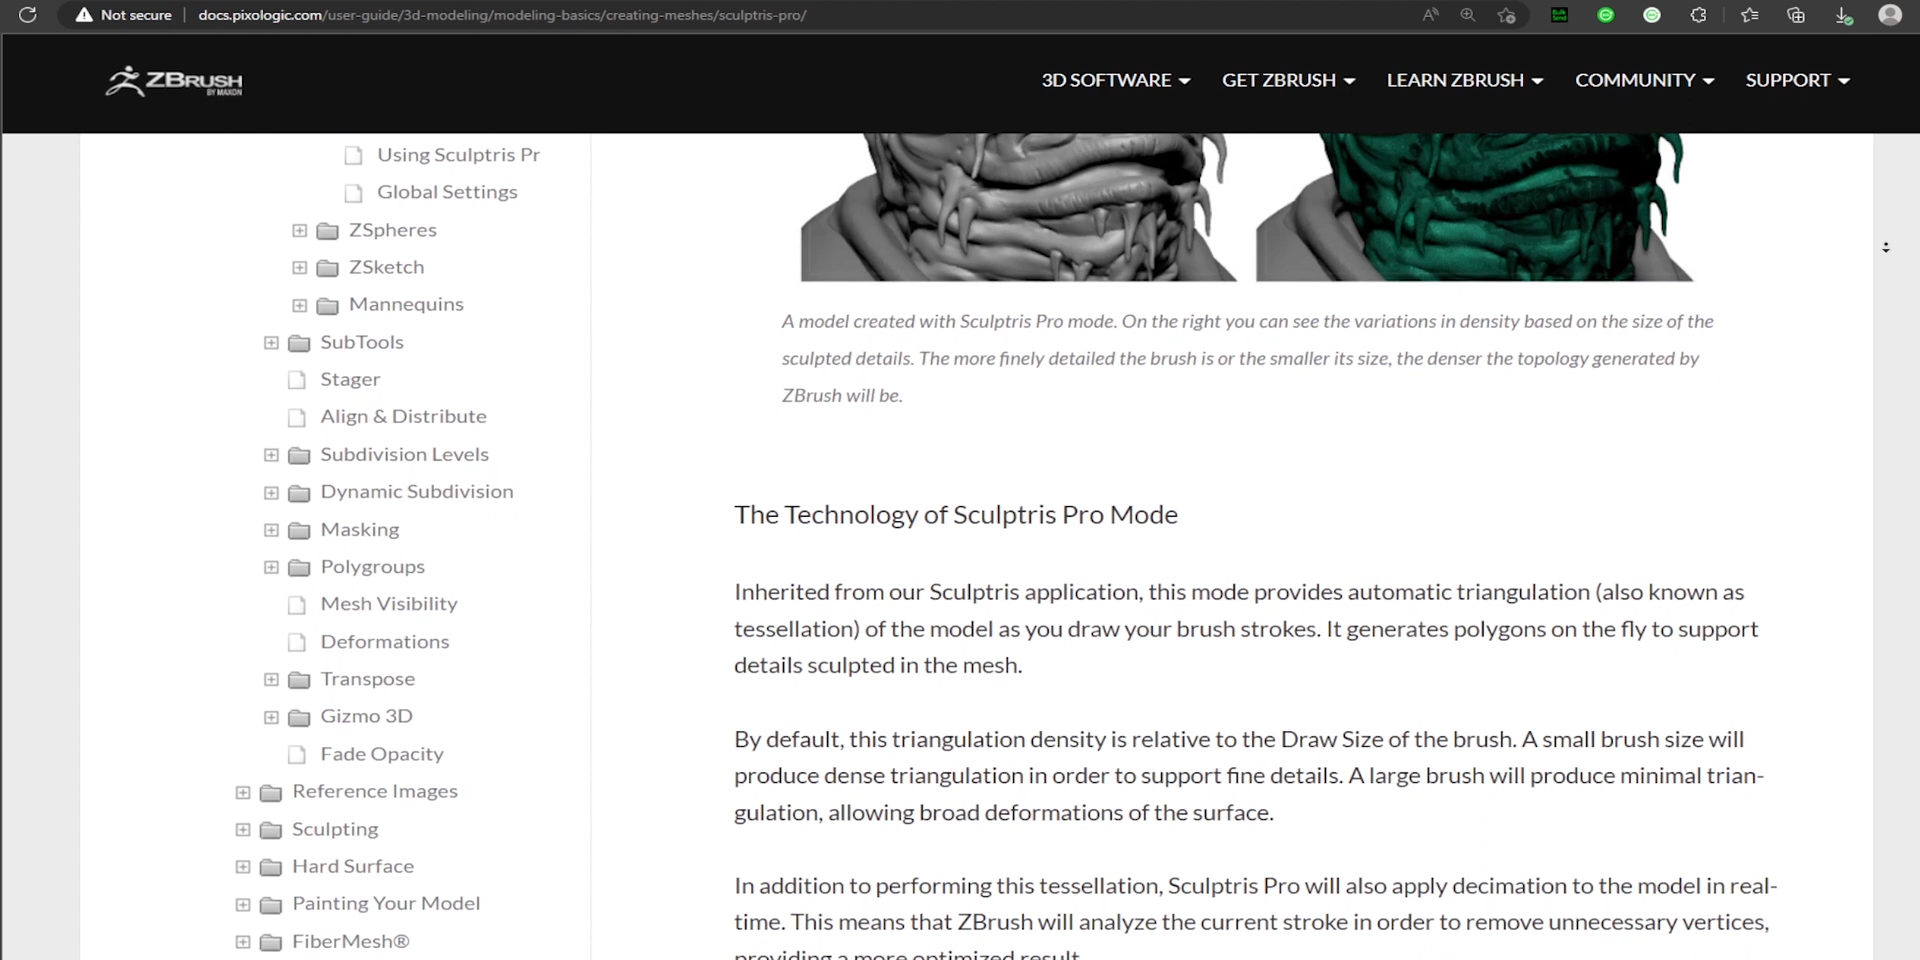 Not secure
docs.pixologic.com/user-guide/3d-modeling/modeling-basics/creating-meshes/sculptris-pro/
ZBRUSH
BY MAXON
3D SOFTWARE
GET ZBRUSH
LEARN ZBRUSH
COMMUNITY
SUPPORT
Using Sculptris Pr
Global Settings
ZSpheres
ZSketch
Mannequins
SubTools
Stager
Align & Distribute
Subdivision Levels
Dynamic Subdivision
Masking
Polygroups
Mesh Visibility
Deformations
Transpose
Gizmo 3D
Fade Opacity
Reference Images
Sculpting
Hard Surface
Painting Your Model
FiberMesh®
A model created with Sculptris Pro mode. On the right you can see the variations in density based on the size of the
sculpted details. The more finely detailed the brush is or the smaller its size, the denser the topology generated by
ZBrush will be.
The Technology of Sculptris Pro Mode
Inherited from our Sculptris application, this mode provides automatic triangulation (also known as
tessellation) of the model as you draw your brush strokes. It generates polygons on the fly to support
details sculpted in the mesh.
By default, this triangulation density is relative to the Draw Size of the brush. A small brush size will
produce dense triangulation in order to support fine details. A large brush will produce minimal trian-
gulation, allowing broad deformations of the surface.
In addition to performing this tessellation, Sculptris Pro will also apply decimation to the model in real-
time. This means that ZBrush will analyze the current stroke in order to remove unnecessary vertices,
providing a more optimized result.